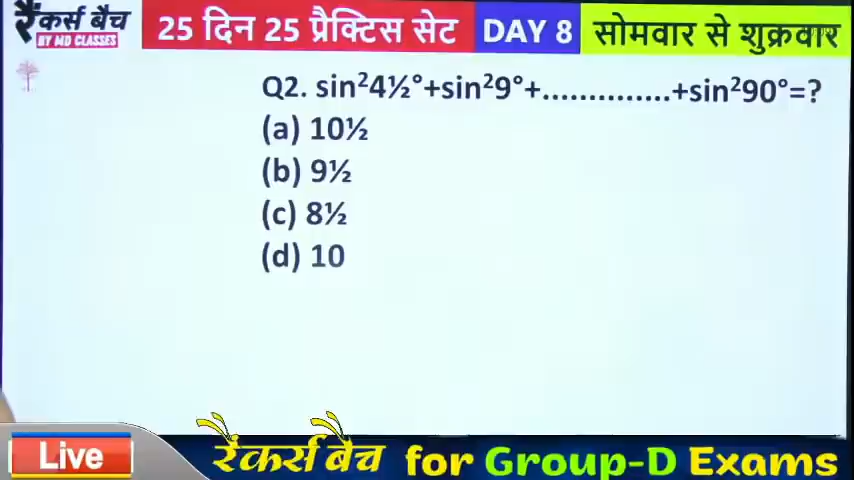 रैंकर्स बैच
BY MD CLASSES
25 दिन 25 प्रैक्टिस सेट
DAY 8
सोमवार से शुक्रवार
Q2. sin²4½°+sin²9°+..............+sin²90°=?
(a) 10½
(b) 9½
(c) 8½
(d) 10
Live
रैंकर्स बैच for Group-D Exams